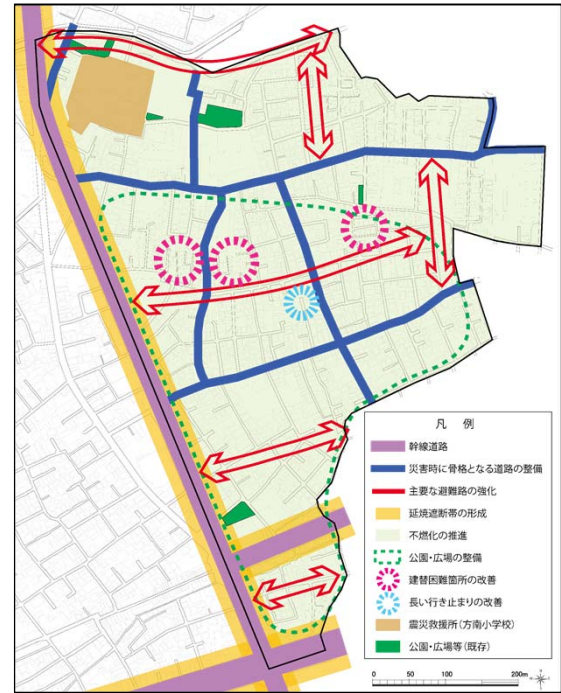 凡 例
幹線道路
災害時に骨格となる道路の整備
主要な避難路の強化
延焼遮断帯の形成
不燃化の推進
公園・広場の整備
建替困難箇所の改善
長い行き止まりの改善
震災救援所(方南小学校)
公園・広場等(既存)
0 50 100 200m